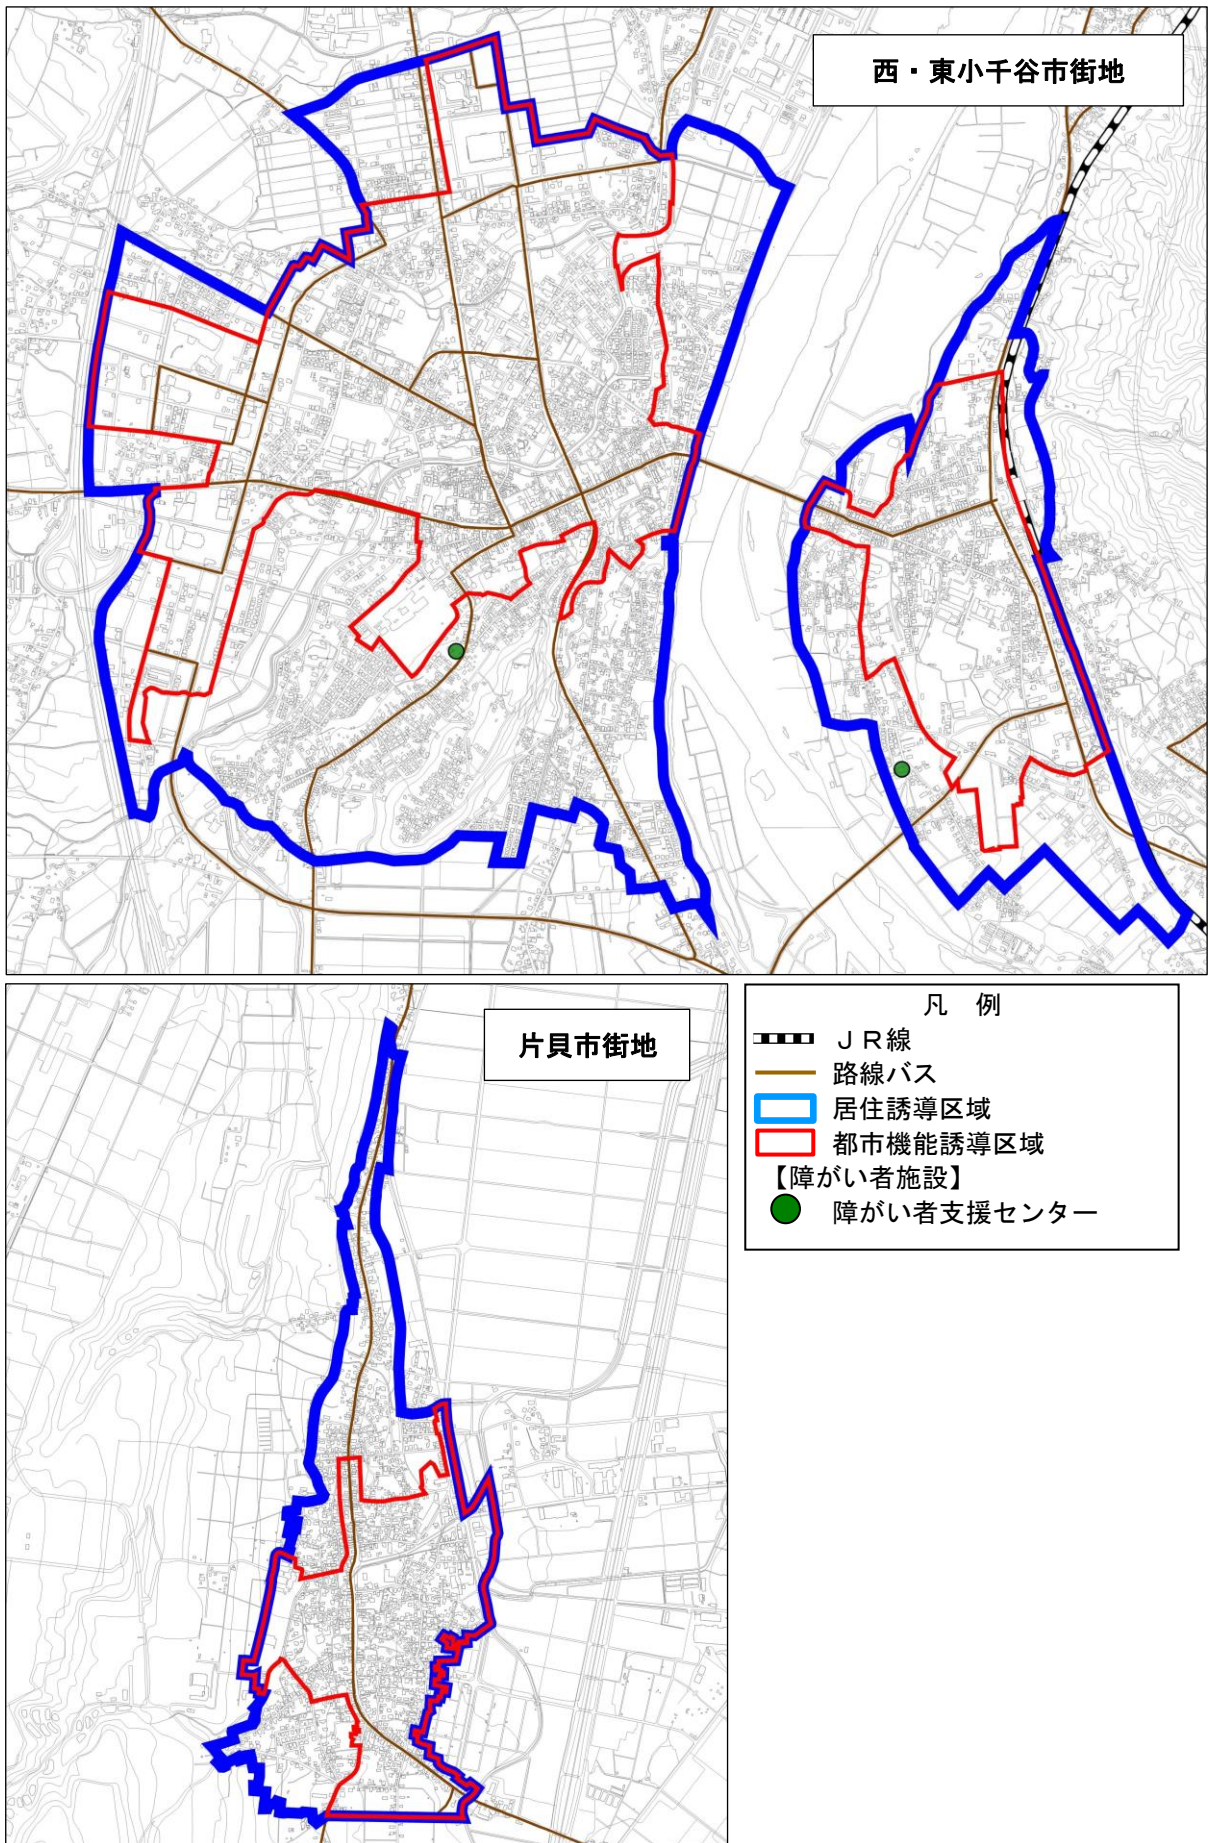 西・東小千谷市街地
片貝市街地
凡　例
ＪＲ線
路線バス
居住誘導区域
都市機能誘導区域
【障がい者施設】
障がい者支援センター